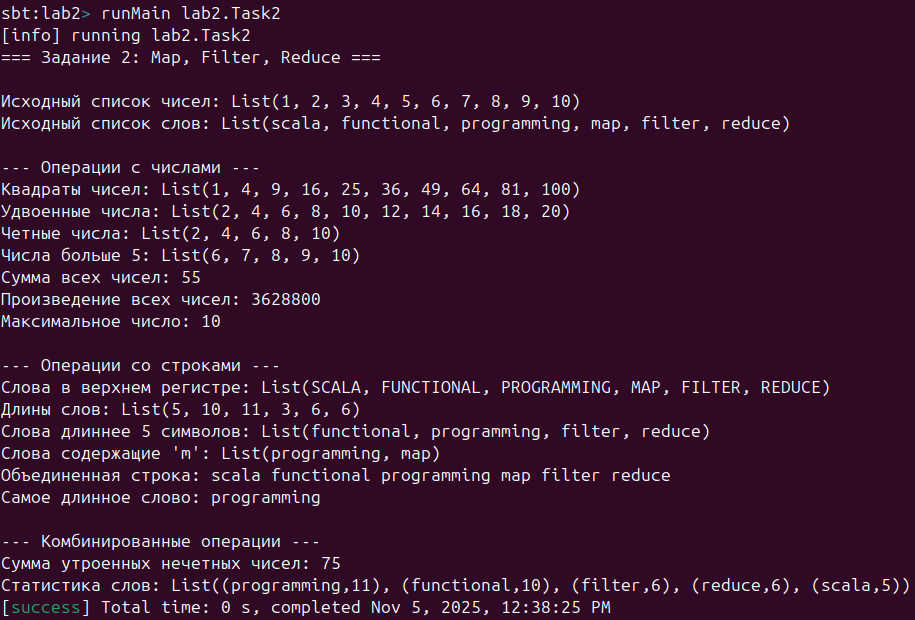 sbt:lab2> runMain lab2.Task2
[info] running lab2.Task2
=== Задание 2: Map, Filter, Reduce ===
Исходный список чисел: List(1, 2, 3, 4, 5, 6, 7, 8, 9, 10)
Исходный список слов: List(scala, functional, programming, map, filter, reduce)
--- Операции с числами ---
Квадраты чисел: List(1, 4, 9, 16, 25, 36, 49, 64, 81, 100)
Удвоенные числа: List(2, 4, 6, 8, 10, 12, 14, 16, 18, 20)
Четные числа: List(2, 4, 6, 8, 10)
Числа больше 5: List(6, 7, 8, 9, 10)
Сумма всех чисел: 55
Произведение всех чисел: 3628800
Максимальное число: 10
--- Операции со строками ---
Слова в верхнем регистре: List(SCALA, FUNCTIONAL, PROGRAMMING, MAP, FILTER, REDUCE)
Длины слов: List(5, 10, 11, 3, 6, 6)
Слова длиннее 5 символов: List(functional, programming, filter, reduce)
Слова содержащие 'm': List(programming, map)
Объединенная строка: scala functional programming map filter reduce
Самое длинное слово: programming
--- Комбинированные операции ---
Сумма утроенных нечетных чисел: 75
Статистика слов: List((programming,11), (functional,10), (filter,6), (reduce,6), (scala,5))
[success] Total time: 0 s, completed Nov 5, 2025, 12:38:25 PM